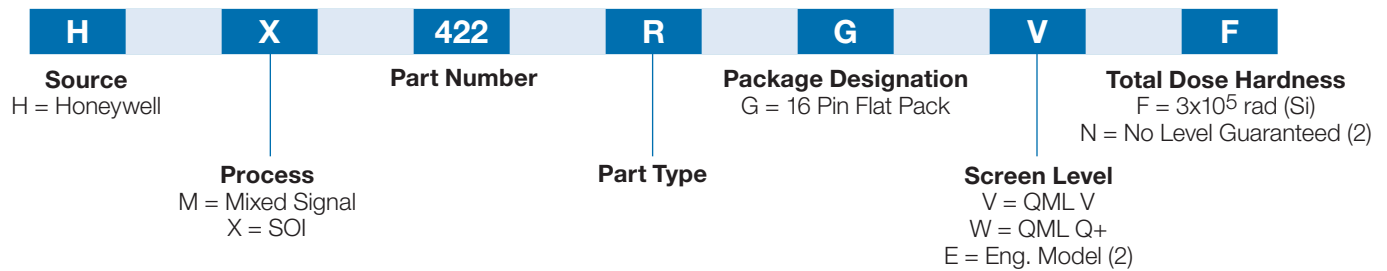 H X 422 R G V F
Source
H = Honeywell
Part Number
Package Designation
G = 16 Pin Flat Pack
Total Dose Hardness
F = 3x10⁵ rad (Si)
N = No Level Guaranteed (2)
Process
M = Mixed Signal
X = SOI
Part Type
Screen Level
V = QML V
W = QML Q+
E = Eng. Model (2)